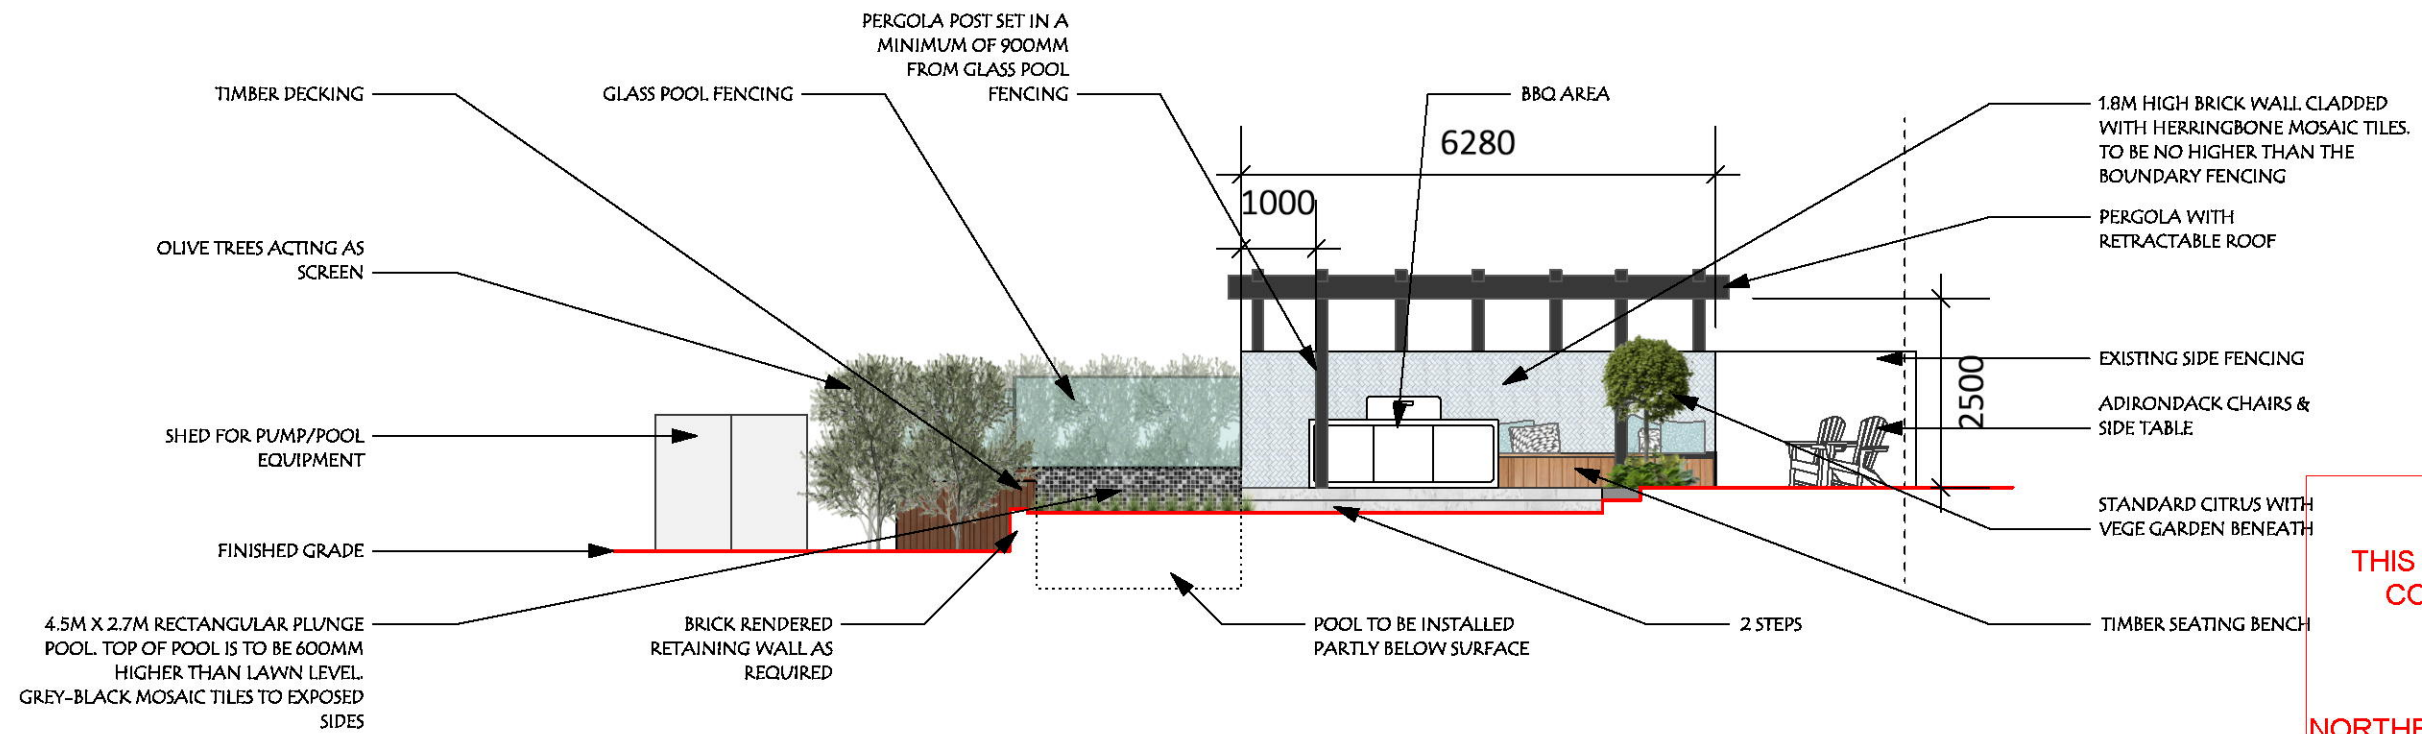 PERGOLA POST SET IN A
MINIMUM OF 900MM
FROM GLASS POOL
FENCING
TIMBER DECKING
GLASS POOL FENCING
BBQ AREA
1.8M HIGH BRICK WALL CLADDED
WITH HERRINGBONE MOSAIC TILES.
TO BE NO HIGHER THAN THE
BOUNDARY FENCING
6280
1000
PERGOLA WITH
RETRACTABLE ROOF
OLIVE TREES ACTING AS
SCREEN
EXISTING SIDE FENCING
2500
ADIRONDACK CHAIRS &
SIDE TABLE
SHED FOR PUMP/POOL
EQUIPMENT
STANDARD CITRUS WITH
VEGE GARDEN BENEATH
FINISHED GRADE
THIS
CO
4.5M X 2.7M RECTANGULAR PLUNGE
POOL. TOP OF POOL IS TO BE 600MM
HIGHER THAN LAWN LEVEL.
GREY-BLACK MOSAIC TILES TO EXPOSED
SIDES
BRICK RENDERED
RETAINING WALL AS
REQUIRED
POOL TO BE INSTALLED
PARTLY BELOW SURFACE
2 STEPS
TIMBER SEATING BENCH
NORTHE